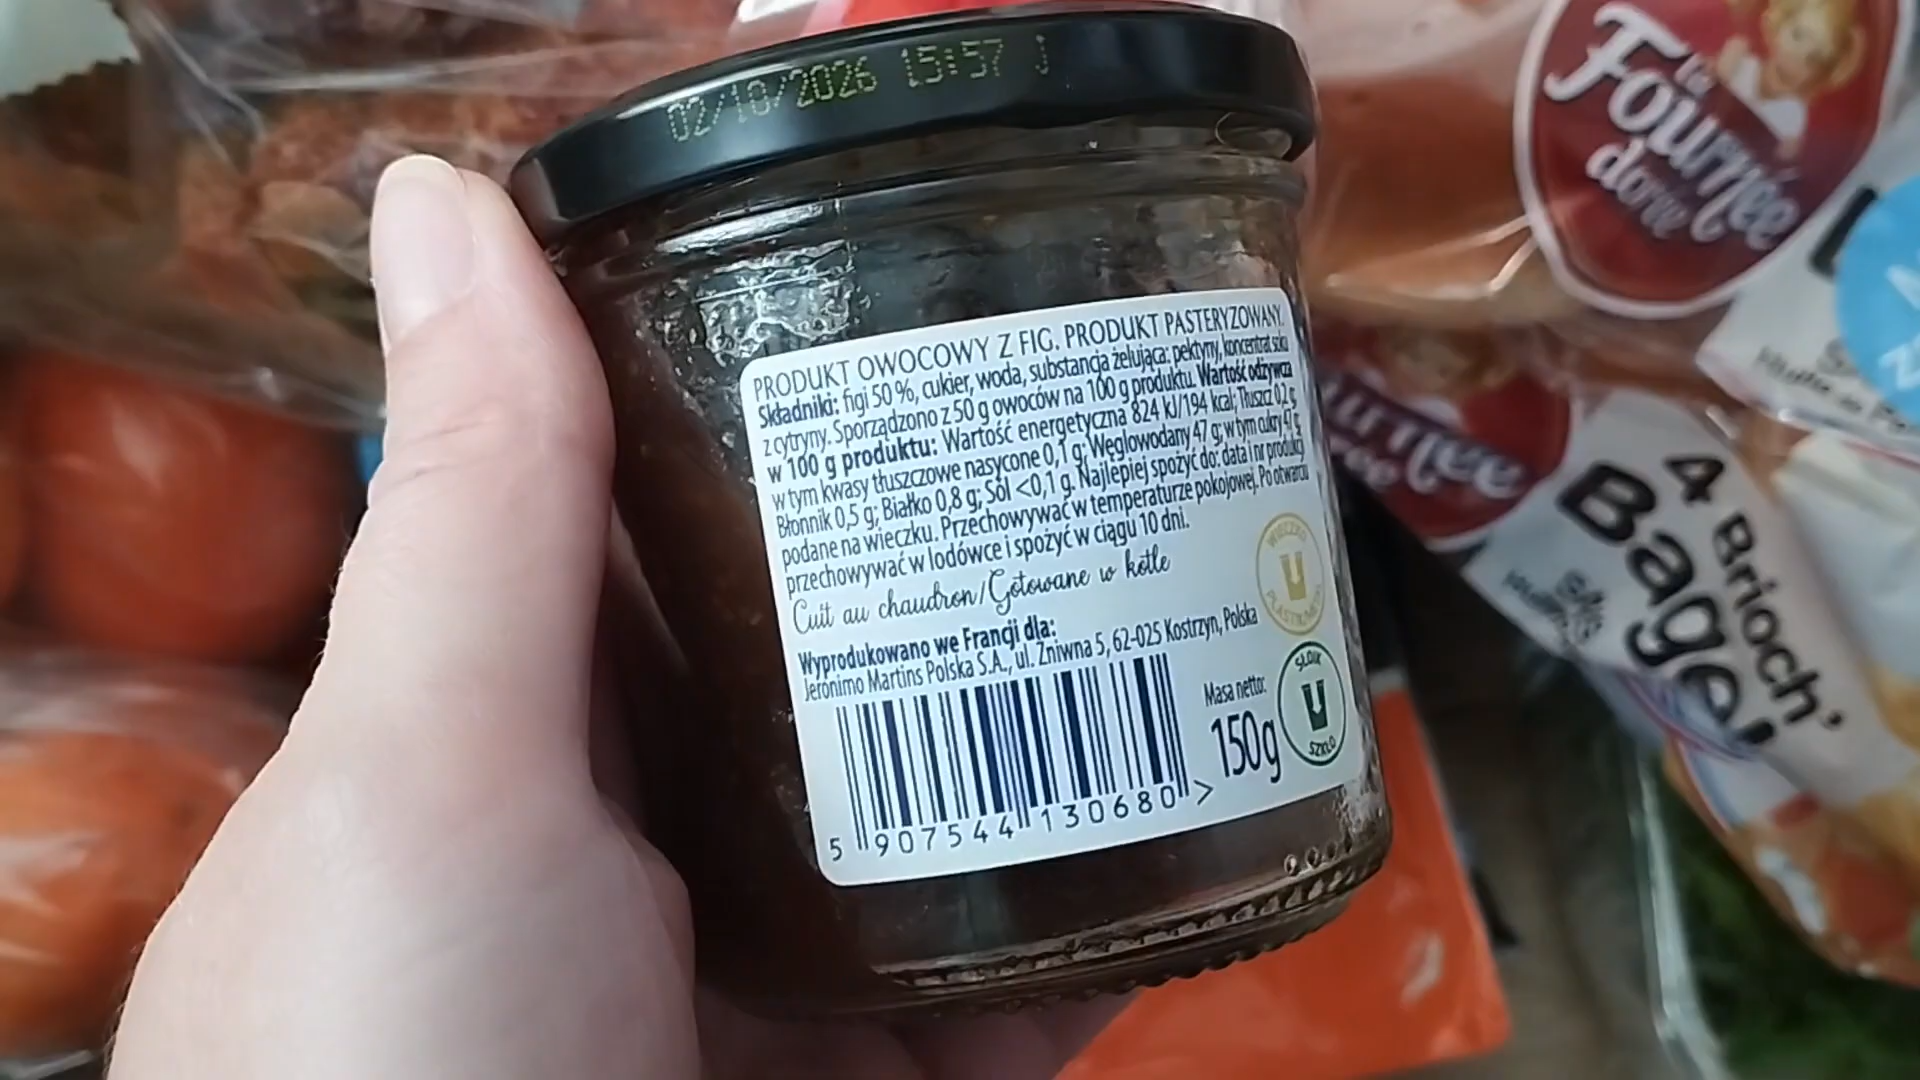 02/10/2026 15:57 J
PRODUKT OWOCOWY Z FIG. PRODUKT PASTERYZOWANY.
Składniki: figi 50 %, cukier, woda, substancja żelująca: pektyny, koncentrat soku
z cytryny. Sporządzono z 50 g owoców na 100 g produktu. Wartość odżywcza
w 100 g produktu: Wartość energetyczna 824 kJ/194 kcal; Tłuszcz 0,2 g,
w tym kwasy tłuszczowe nasycone 0,1 g; Węglowodany 47 g; w tym cukry 47 g;
Błonnik 0,5 g; Białko 0,8 g; Sól <0,1 g. Najlepiej spożyć do: data i nr produkcji
podane na wieczku. Przechowywać w temperaturze pokojowej. Po otwarciu
przechowywać w lodówce i spożyć w ciągu 10 dni.
Cuit au chaudron/Gotowane w kotle
Wyprodukowano we Francji dla:
Jeronimo Martins Polska S.A., ul. Żniwna 5, 62-025 Kostrzyn, Polska
Masa netto:
150g
5 907544 130680 >
WIECZKO
SŁOIK
SZKŁO
La
Fournée
dorée
4 Brioch'
Bagel